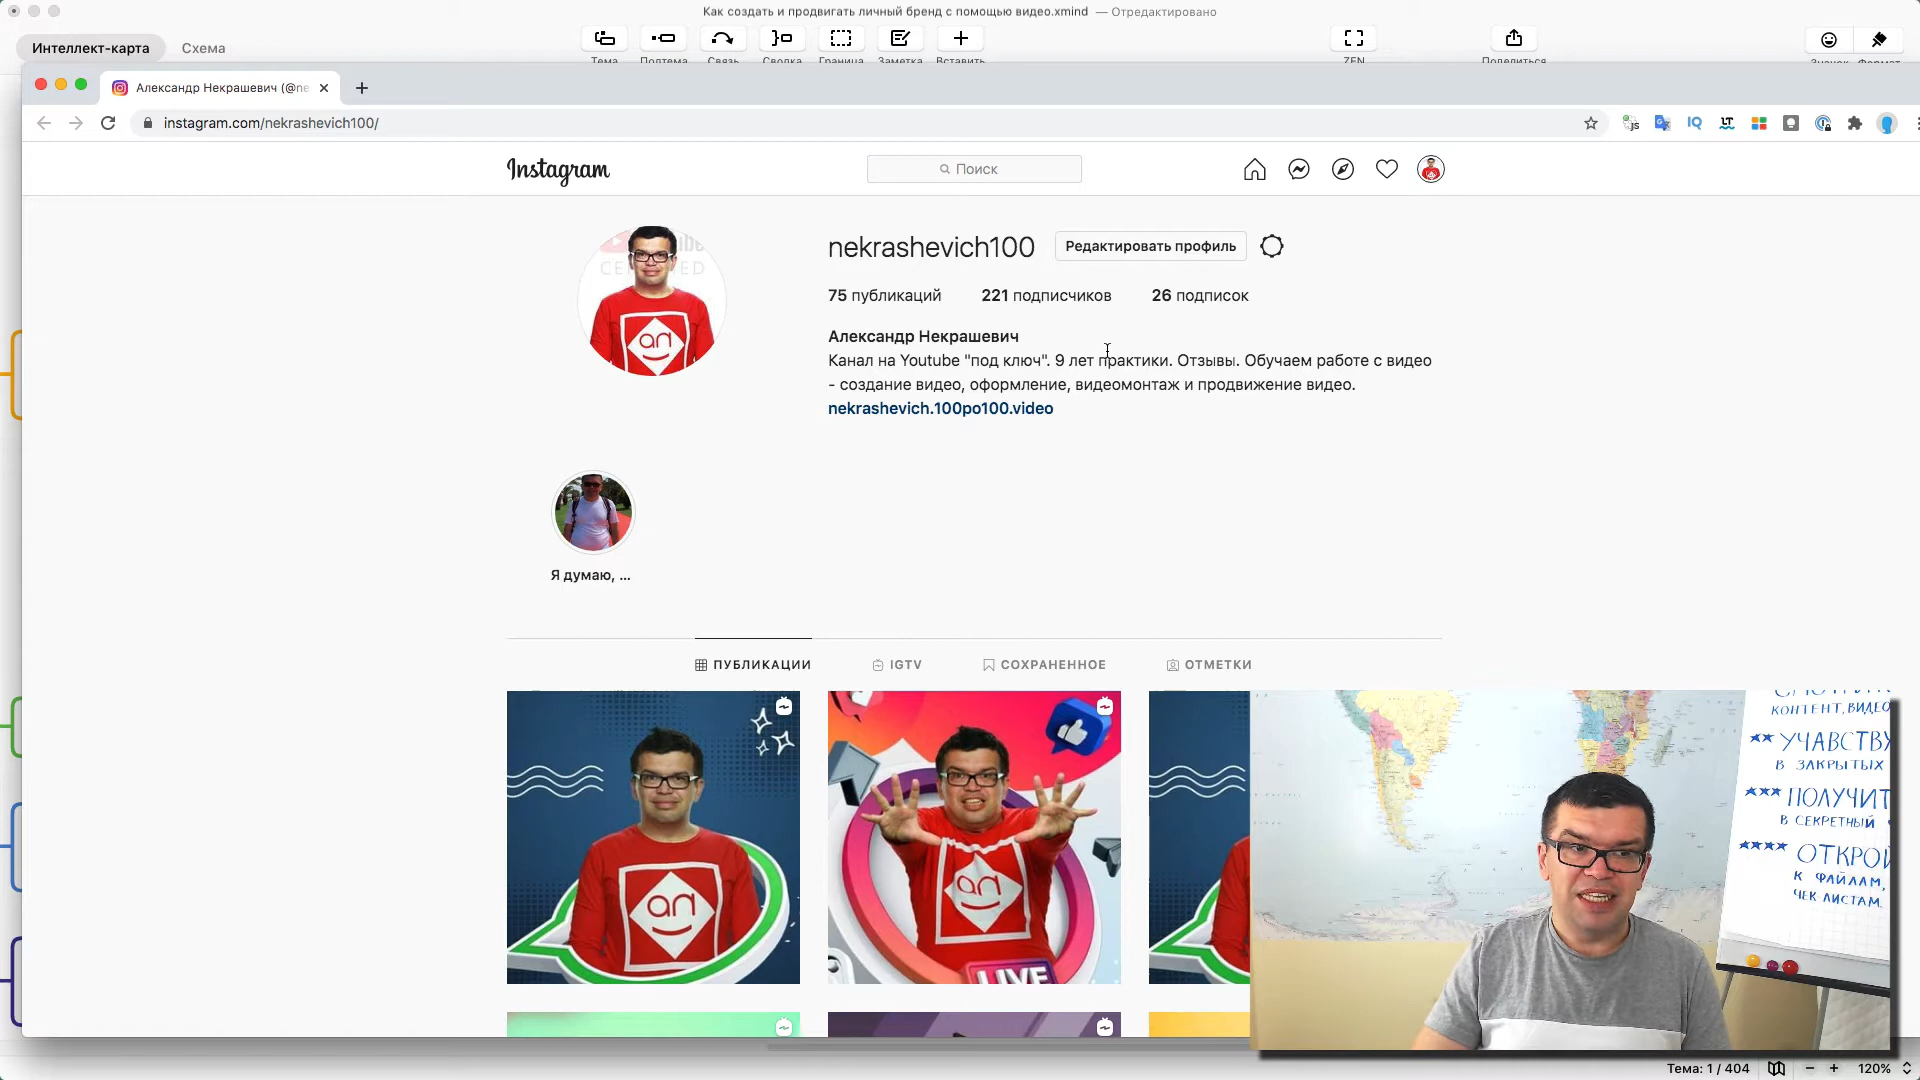 Как создать и продвигать личный бренд с помощью видео.xmind — Отредактировано
Интеллект-карта
Схема
Тема
Подтема
Связь
Сводка
Граница
Заметка
Вставить
ZEN
Поделиться
Александр Некрашевич (@ne
instagram.com/nekrashevich100/
Instagram
Поиск
nekrashevich100
Редактировать профиль
75 публикаций
221 подписчиков
26 подписок
Александр Некрашевич
Канал на Youtube "под ключ". 9 лет практики. Отзывы. Обучаем работе с видео
- создание видео, оформление, видеомонтаж и продвижение видео.
nekrashevich.100po100.video
Я думаю, ...
ПУБЛИКАЦИИ
IGTV
СОХРАНЕННОЕ
ОТМЕТКИ
LIVE
КОНТЕНТ, ВИДЕО
** УЧАВСТВУ
В ЗАКРЫТЫХ
*** ПОЛУЧИТ
В СЕКРЕТНЫЙ
**** ОТКРОЙ
К ФАЙЛАМ,
ЧЕК ЛИСТАМ.
Тема: 1 / 404
120%